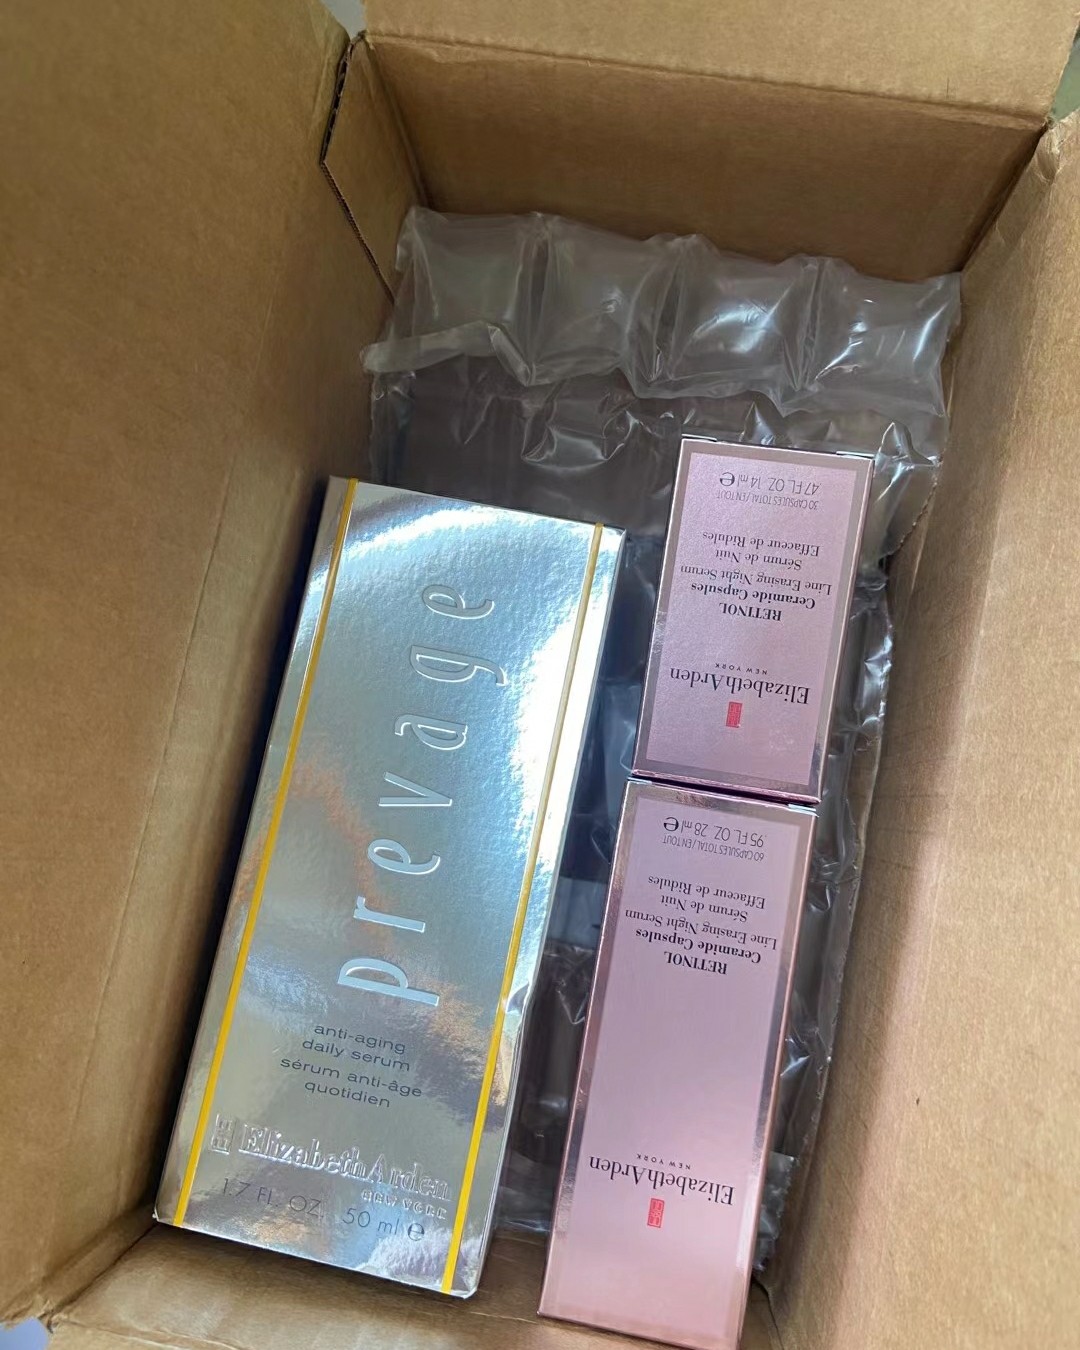 prevage
anti-aging
daily serum
sérum anti-âge
quotidien
Elizabeth Arden
NEW YORK
1.7 FL. OZ. 50 ml e
Elizabeth Arden
NEW YORK
RETINOL
Ceramide Capsules
Line Erasing Night Serum
Sérum de Nuit
Effaceur de Ridules
30 CAPSULES TOTAL / EN TOUT
.47 FL. OZ. 14 ml e
Elizabeth Arden
NEW YORK
RETINOL
Ceramide Capsules
Line Erasing Night Serum
Sérum de Nuit
Effaceur de Ridules
60 CAPSULES TOTAL / EN TOUT
.95 FL. OZ. 28 ml e